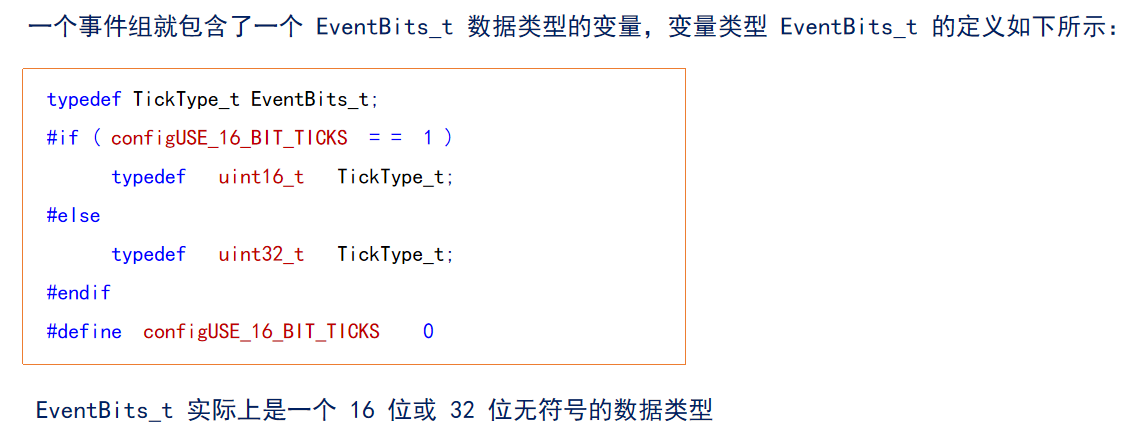 一个事件组就包含了一个 EventBits_t 数据类型的变量，变量类型 EventBits_t 的定义如下所示：
typedef TickType_t EventBits_t;
#if ( configUSE_16_BIT_TICKS = = 1 )
typedef uint16_t TickType_t;
#else
typedef uint32_t TickType_t;
#endif
#define configUSE_16_BIT_TICKS 0
EventBits_t 实际上是一个 16 位或 32 位无符号的数据类型